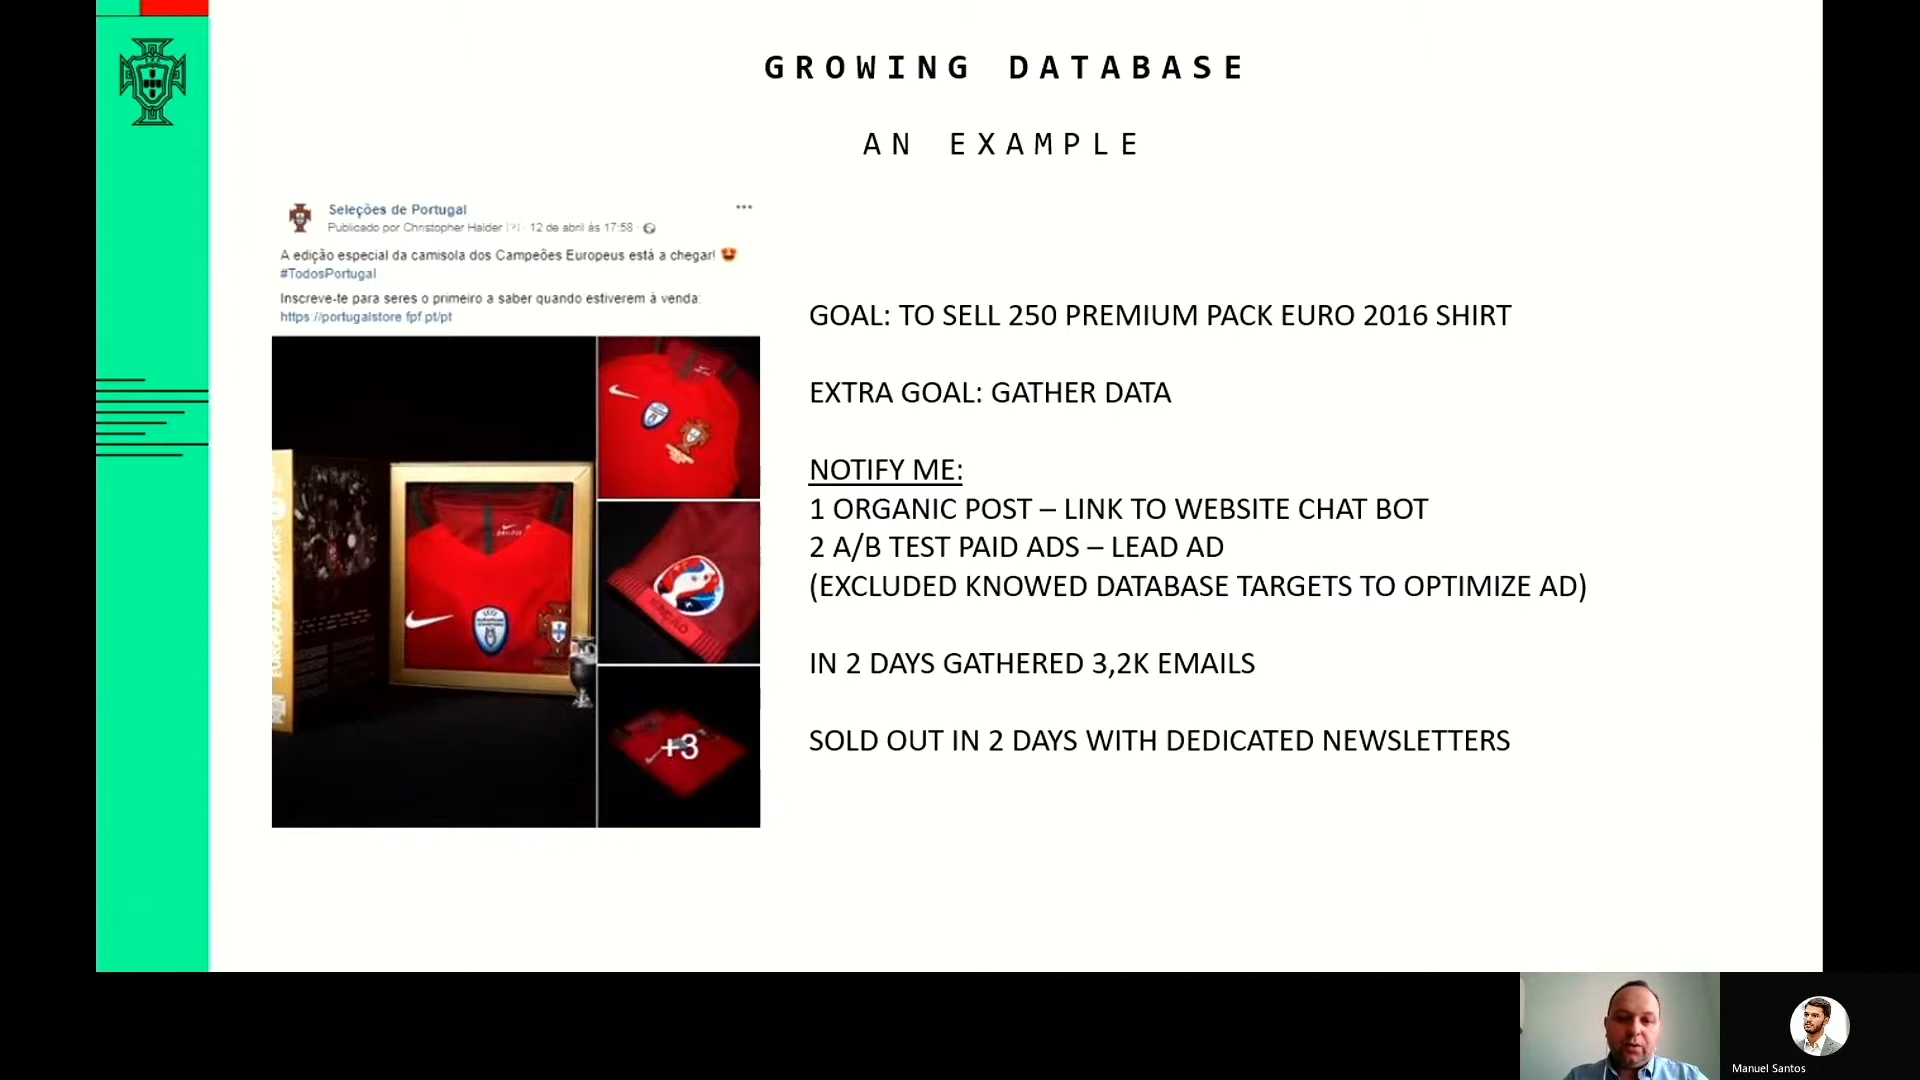 GROWING DATABASE
AN EXAMPLE
Seleções de Portugal
Publicado por Christopher Halder [?] · 12 de abril às 17:58 ·
A edição especial da camisola dos Campeões Europeus está a chegar!
#TodosPortugal
Inscreve-te para seres o primeiro a saber quando estiverem à venda:
https://portugalstore.fpf.pt/pt
+3
GOAL: TO SELL 250 PREMIUM PACK EURO 2016 SHIRT
EXTRA GOAL: GATHER DATA
NOTIFY ME:
1 ORGANIC POST – LINK TO WEBSITE CHAT BOT
2 A/B TEST PAID ADS – LEAD AD
(EXCLUDED KNOWED DATABASE TARGETS TO OPTIMIZE AD)
IN 2 DAYS GATHERED 3,2K EMAILS
SOLD OUT IN 2 DAYS WITH DEDICATED NEWSLETTERS
Manuel Santos